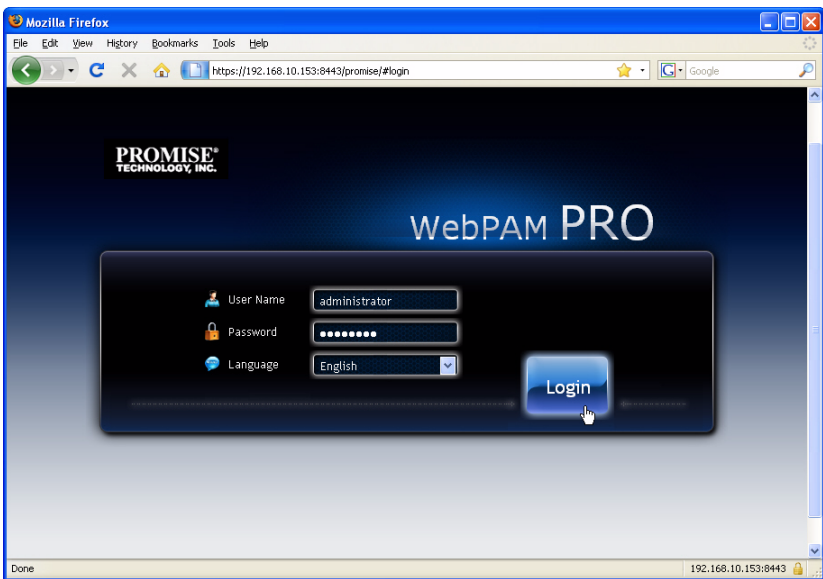 Mozilla Firefox
File Edit View History Bookmarks Tools Help
https://192.168.10.153:8443/promise/#login
G Google
PROMISE®
TECHNOLOGY, INC.
WebPAM PRO
User Name administrator
Password ●●●●●●●●
Language English
Login
Done 192.168.10.153:8443